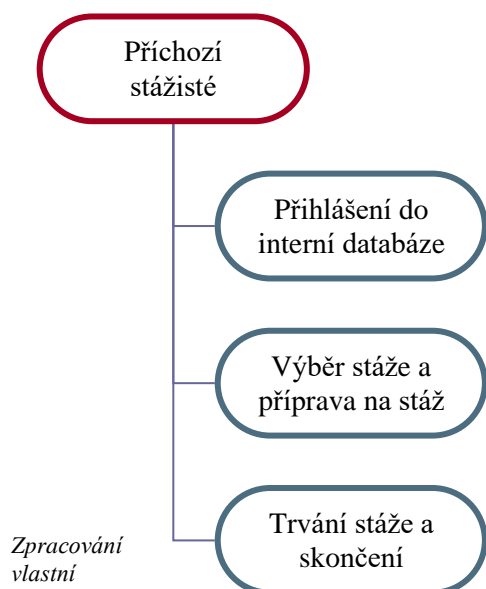 Příchozí
stážisté
Přihlášení do
interní databáze
Výběr stáže a
příprava na stáž
Trvání stáže a
skončení
Zpracování
vlastní